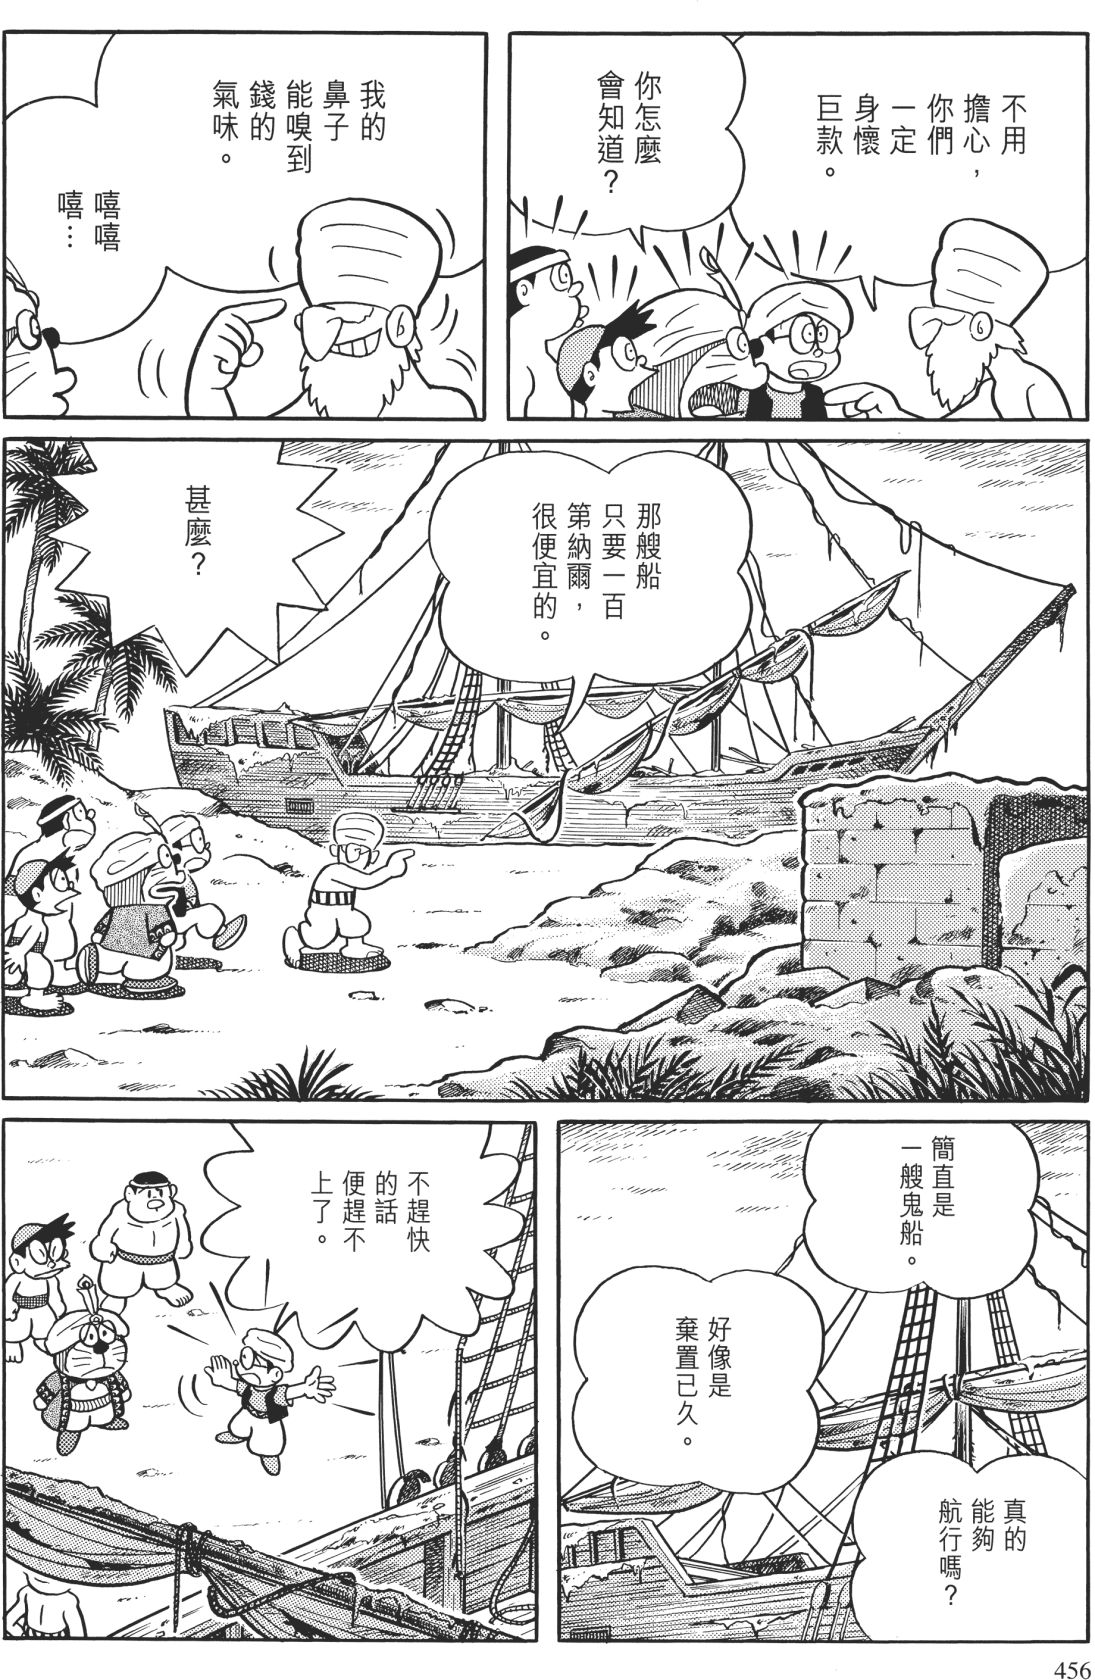 不用
擔心，
你們
一定
身懷
巨款。
你怎麼
會知道？
我的
鼻子
能嗅到
錢的
氣味。
嘻嘻
嘻…
那艘船
只要一百
第納爾，
很便宜的。
甚麼？
簡直是
一艘鬼船。
好像是
棄置已久。
真的
能夠
航行嗎？
不趕快
的話
便趕不
上了。
456